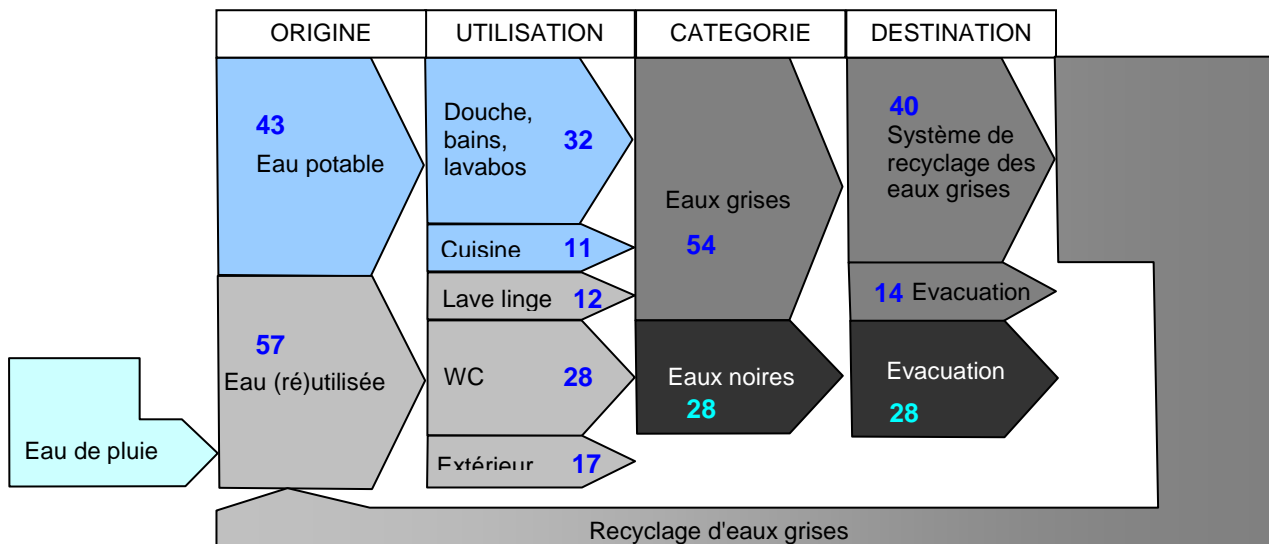 ORIGINE
UTILISATION
CATEGORIE
DESTINATION
43
Eau potable
Douche,
bains,
lavabos
32
Cuisine
11
Lave linge
12
Eaux grises
54
40
Système de
recyclage des
eaux grises
14 Evacuation
57
Eau (ré)utilisée
WC
28
Extérieur
17
Eaux noires
28
Evacuation
28
Eau de pluie
Recyclage d'eaux grises